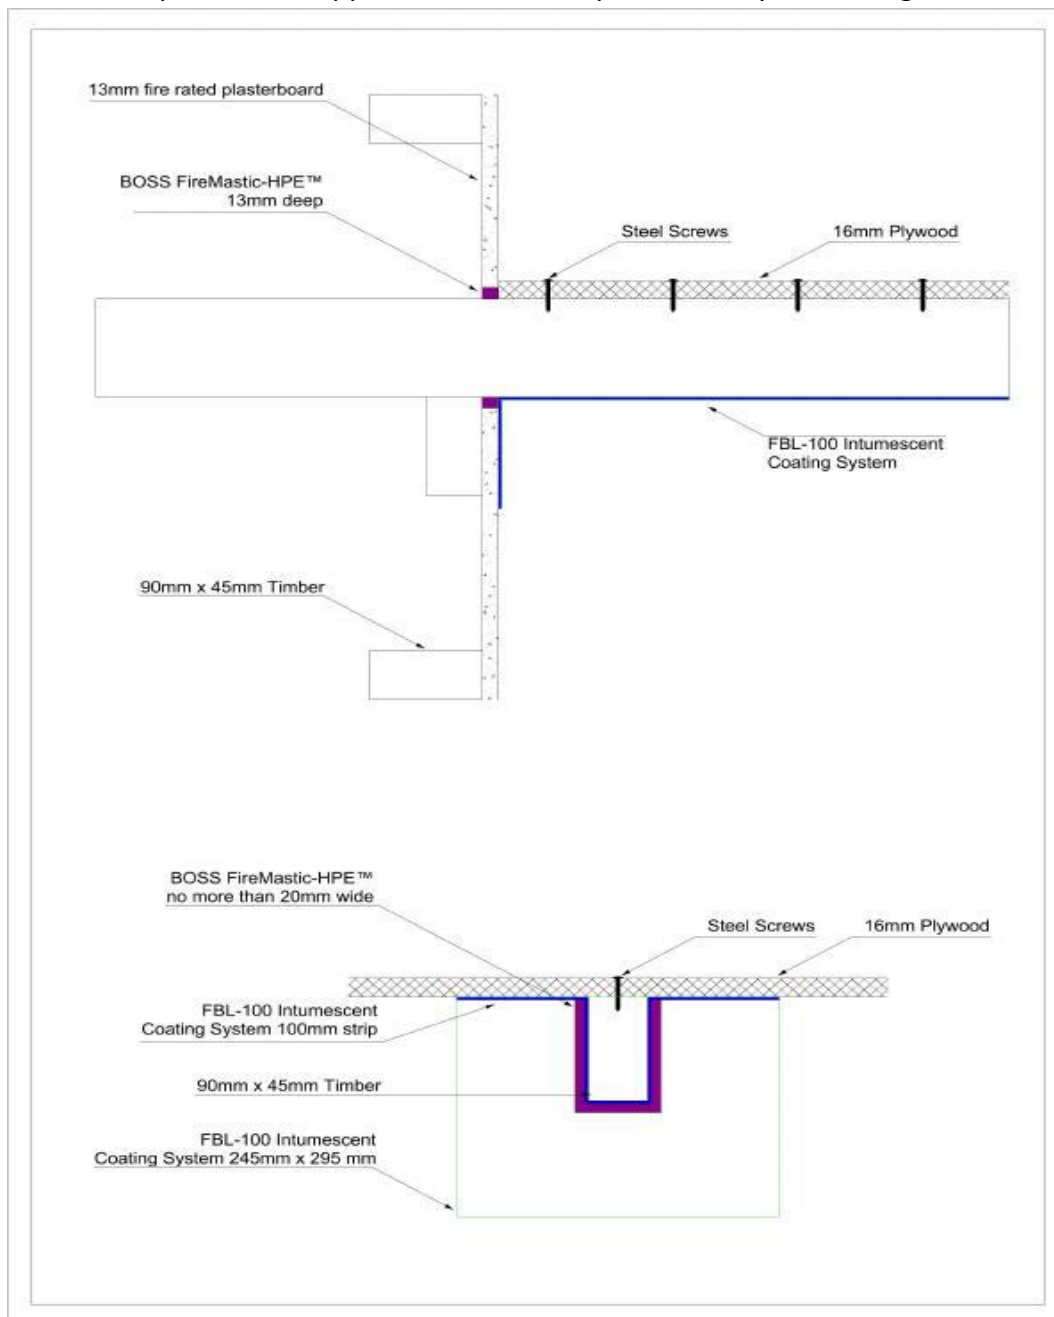 13mm fire rated plasterboard
BOSS FireMastic-HPE™
13mm deep
Steel Screws
16mm Plywood
FBL-100 Intumescent
Coating System
90mm x 45mm Timber
BOSS FireMastic-HPE™
no more than 20mm wide
Steel Screws
16mm Plywood
FBL-100 Intumescent
Coating System 100mm strip
90mm x 45mm Timber
FBL-100 Intumescent
Coating System 245mm x 295 mm